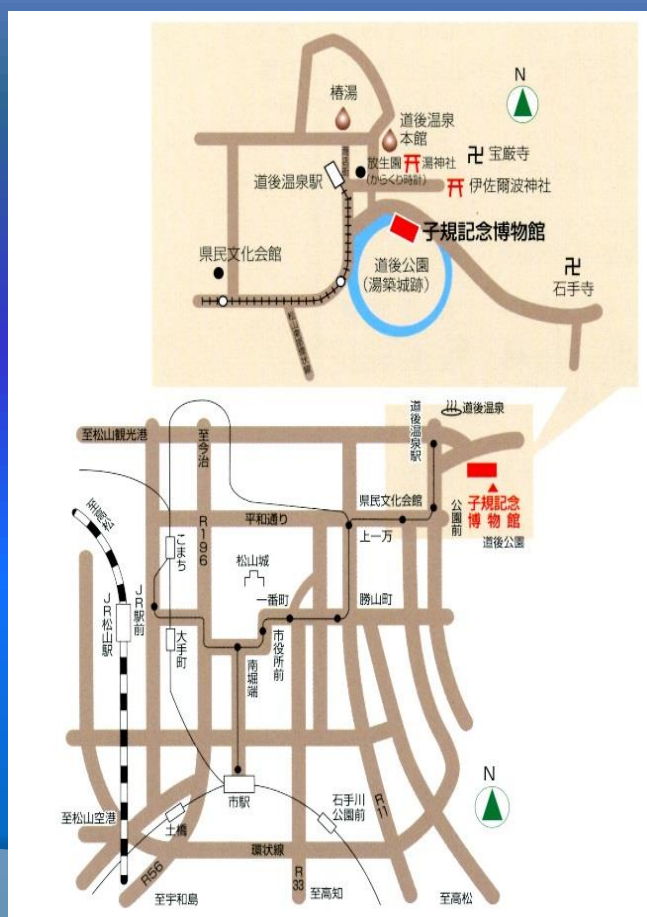 N
椿湯
道後温泉
本館
商店街
放生園
(からくり時計)
湯神社
宝厳寺
道後温泉駅
伊佐爾波神社
子規記念博物館
県民文化会館
道後公園
(湯築城跡)
石手寺
道後温泉
至松山観光港
至今治
道後温泉駅
県民文化会館
公園前
子規記念
博物館
道後公園
至高松
R196
平和通り
上一万
こまち
松山城
一番町
勝山町
JR松山駅
JR駅前
大手町
市役所前
南堀端
N
市駅
石手川
公園前
R11
至松山空港
土橋
環状線
R56
R33
至宇和島
至高知
至高松